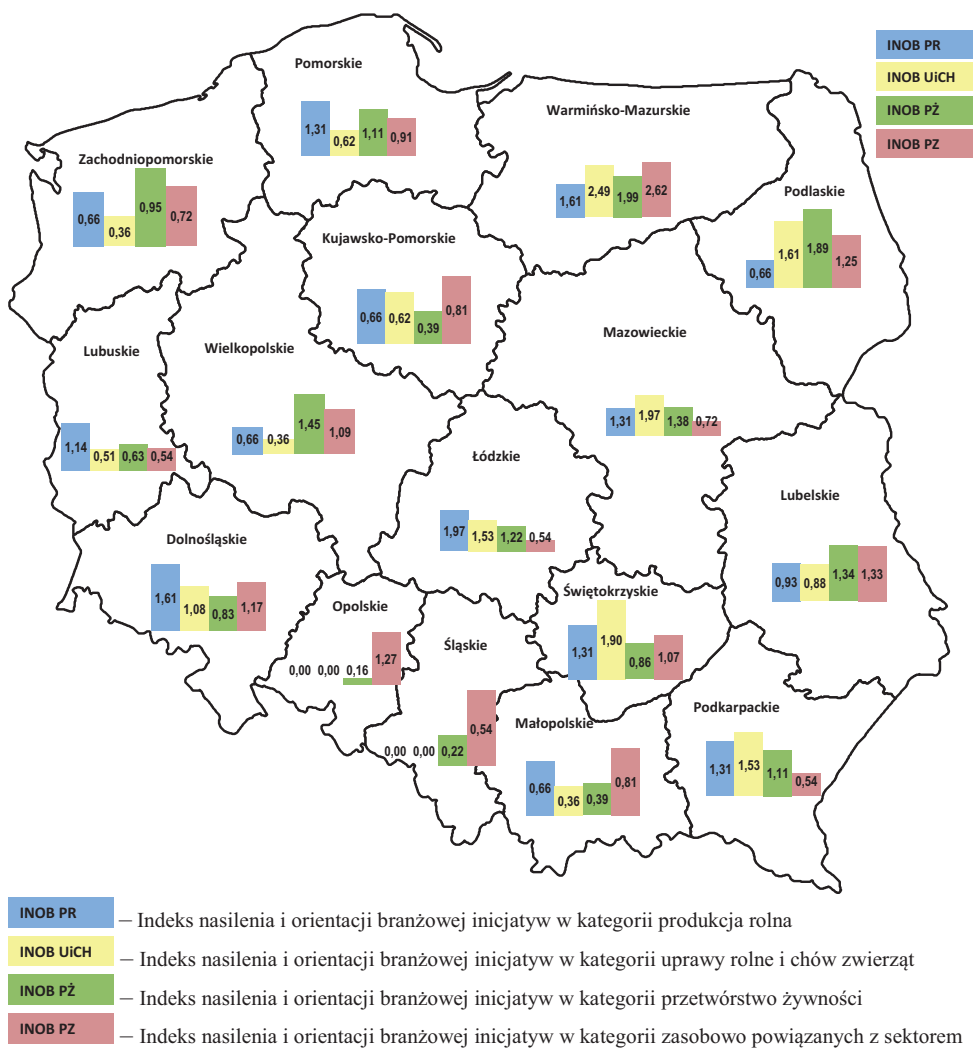 INOB PR
INOB UiCH
INOB PŻ
INOB PZ
Pomorskie
1,31 0,62 1,11 0,91
Warmińsko-Mazurskie
1,61 2,49 1,99 2,62
Zachodniopomorskie
0,66 0,36 0,95 0,72
Podlaskie
0,66 1,61 1,89 1,25
Kujawsko-Pomorskie
0,66 0,62 0,39 0,81
Mazowieckie
1,31 1,97 1,38 0,72
Lubuskie
1,14 0,51 0,63 0,54
Wielkopolskie
0,66 0,36 1,45 1,09
Łódzkie
1,97 1,53 1,22 0,54
Lubelskie
0,93 0,88 1,34 1,33
Dolnośląskie
1,61 1,08 0,83 1,17
Opolskie
0,00 0,00 0,16 1,27
Śląskie
0,00 0,00 0,22 0,54
Świętokrzyskie
1,31 1,90 0,86 1,07
Małopolskie
0,66 0,36 0,39 0,81
Podkarpackie
1,31 1,53 1,11 0,54
INOB PR – Indeks nasilenia i orientacji branżowej inicjatyw w kategorii produkcja rolna
INOB UiCH – Indeks nasilenia i orientacji branżowej inicjatyw w kategorii uprawy rolne i chów zwierząt
INOB PŻ – Indeks nasilenia i orientacji branżowej inicjatyw w kategorii przetwórstwo żywności
INOB PZ – Indeks nasilenia i orientacji branżowej inicjatyw w kategorii zasobowo powiązanych z sektorem